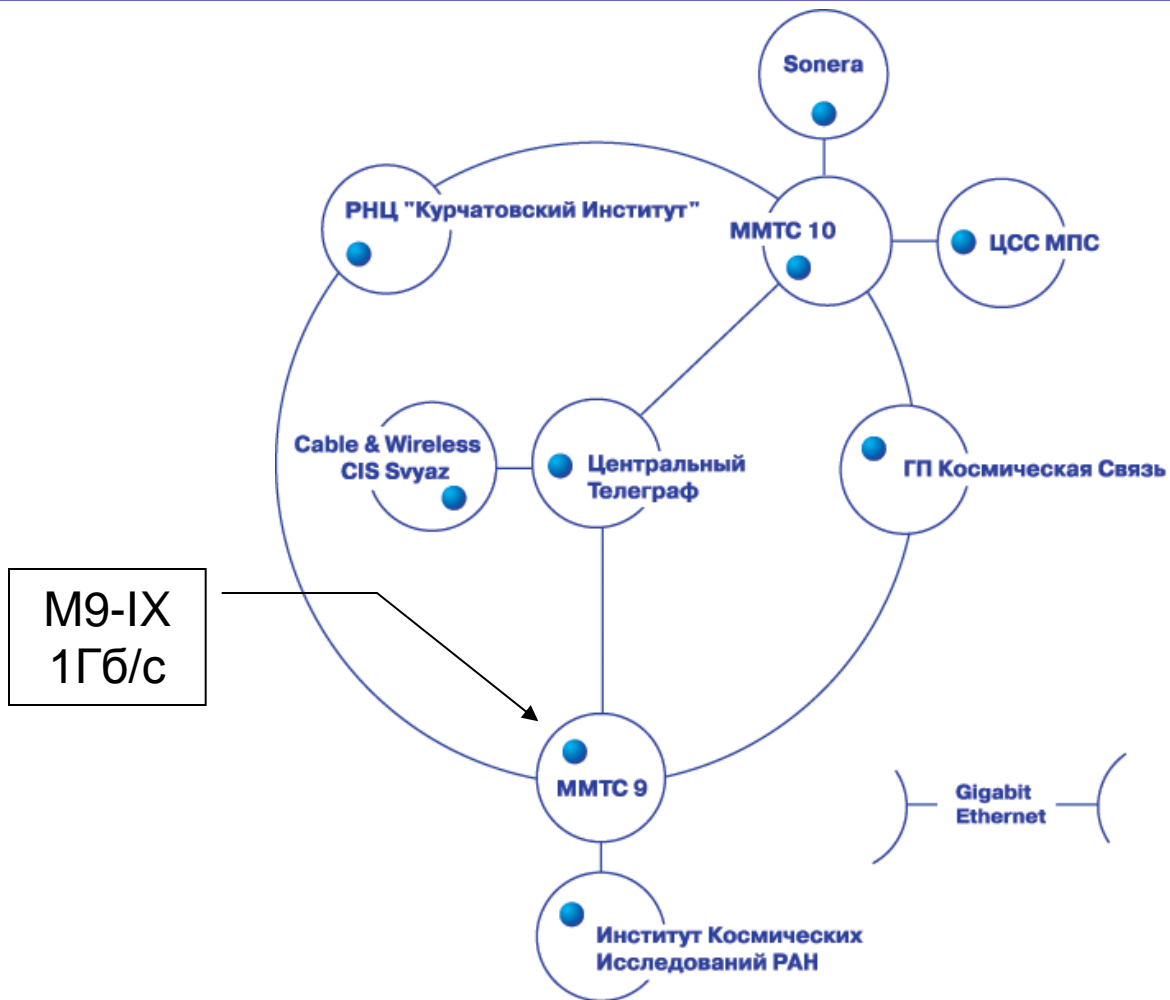 Sonera
РНЦ "Курчатовский Институт"
ММТС 10
ЦСС МПС
Cable & Wireless
CIS Svyaz
Центральный
Телеграф
ГП Космическая Связь
M9-IX
1Гб/с
ММТС 9
Gigabit
Ethernet
Институт Космических
Исследований РАН